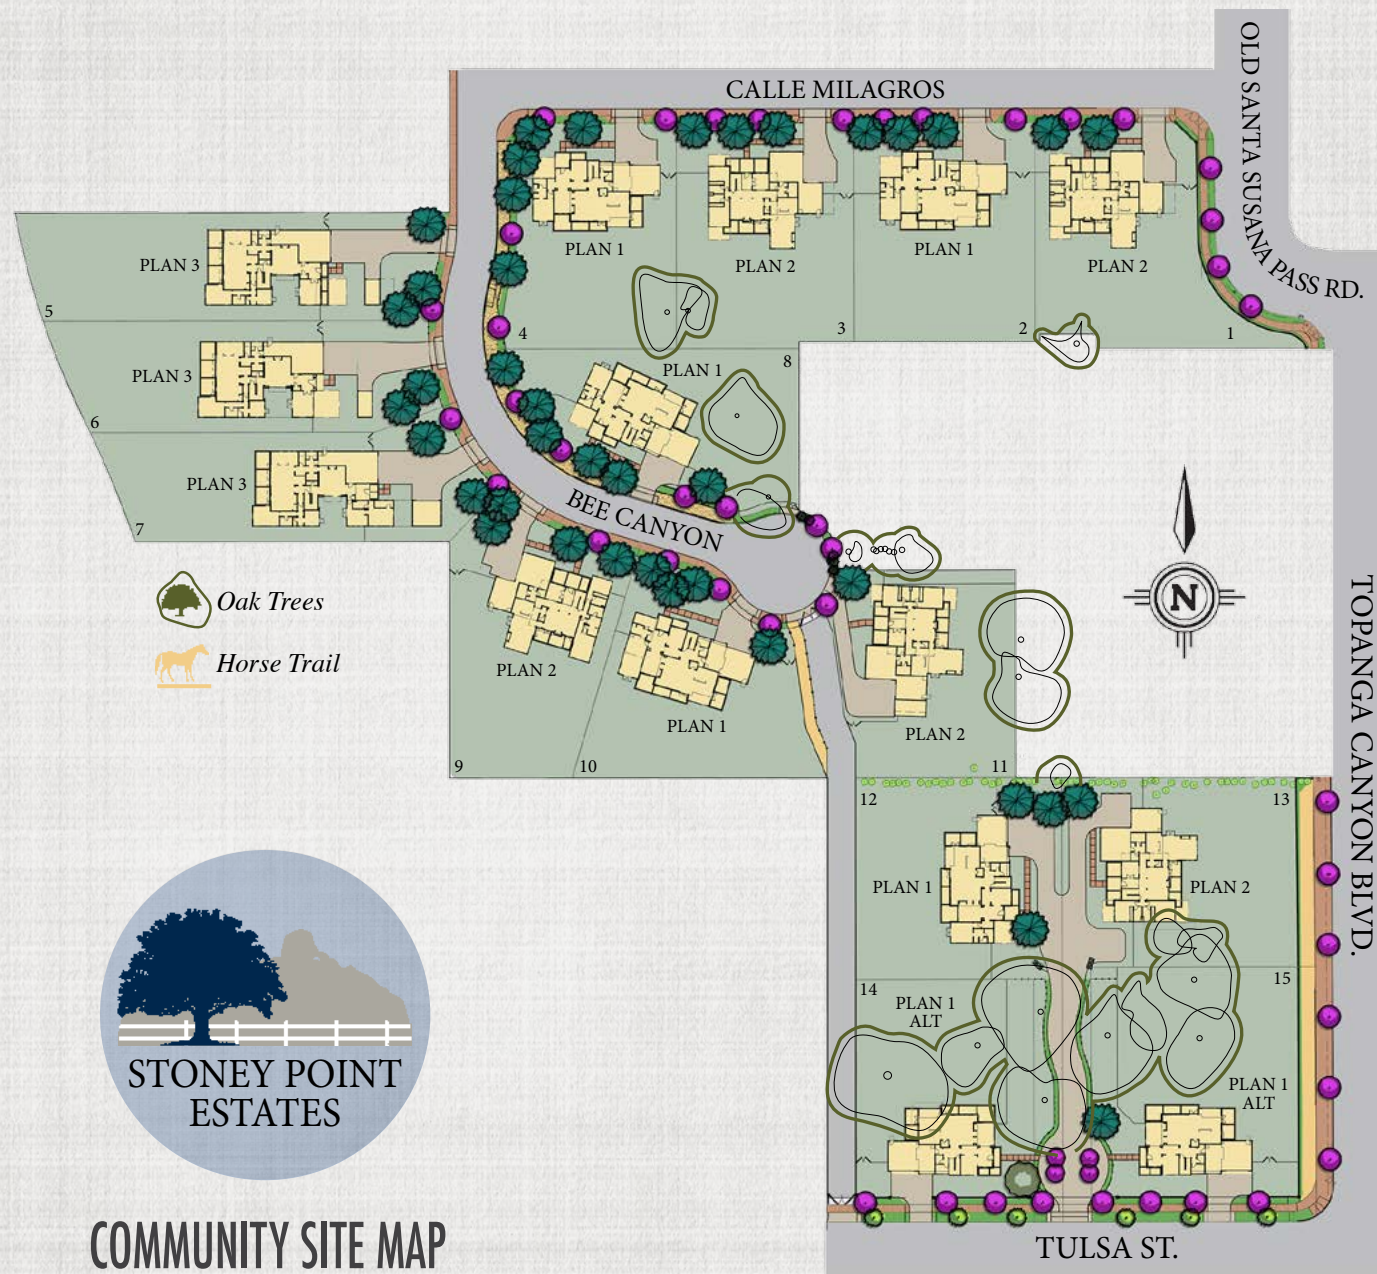 CALLE MILAGROS
OLD SANTA SUSANA PASS RD.
PLAN 1
PLAN 2
PLAN 1
PLAN 2
PLAN 3
5
4
3
2
1
PLAN 3
6
PLAN 1
8
PLAN 3
7
BEE CANYON
Oak Trees
Horse Trail
N
TOPANGA CANYON BLVD.
PLAN 2
PLAN 1
PLAN 2
9
10
11
12
13
PLAN 1
PLAN 2
14
15
PLAN 1
ALT
PLAN 1
ALT
STONEY POINT
ESTATES
COMMUNITY SITE MAP
TULSA ST.